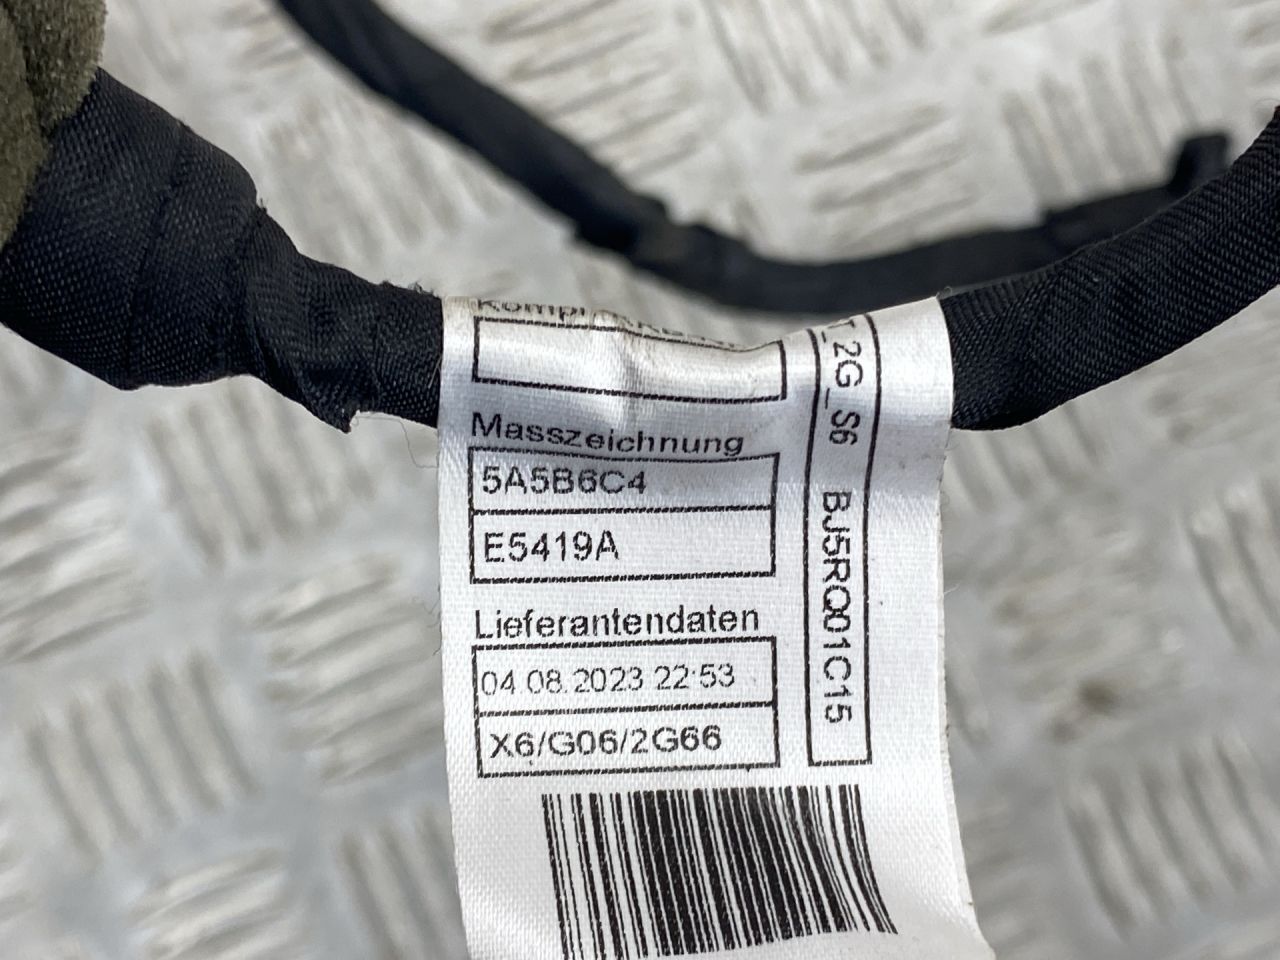 Masszeichnung
5A5B6C4
E5419A
Lieferantendaten
04.08.2023 22:53
X6/G06/2G66
2G_S6 BJ5RQ01C15